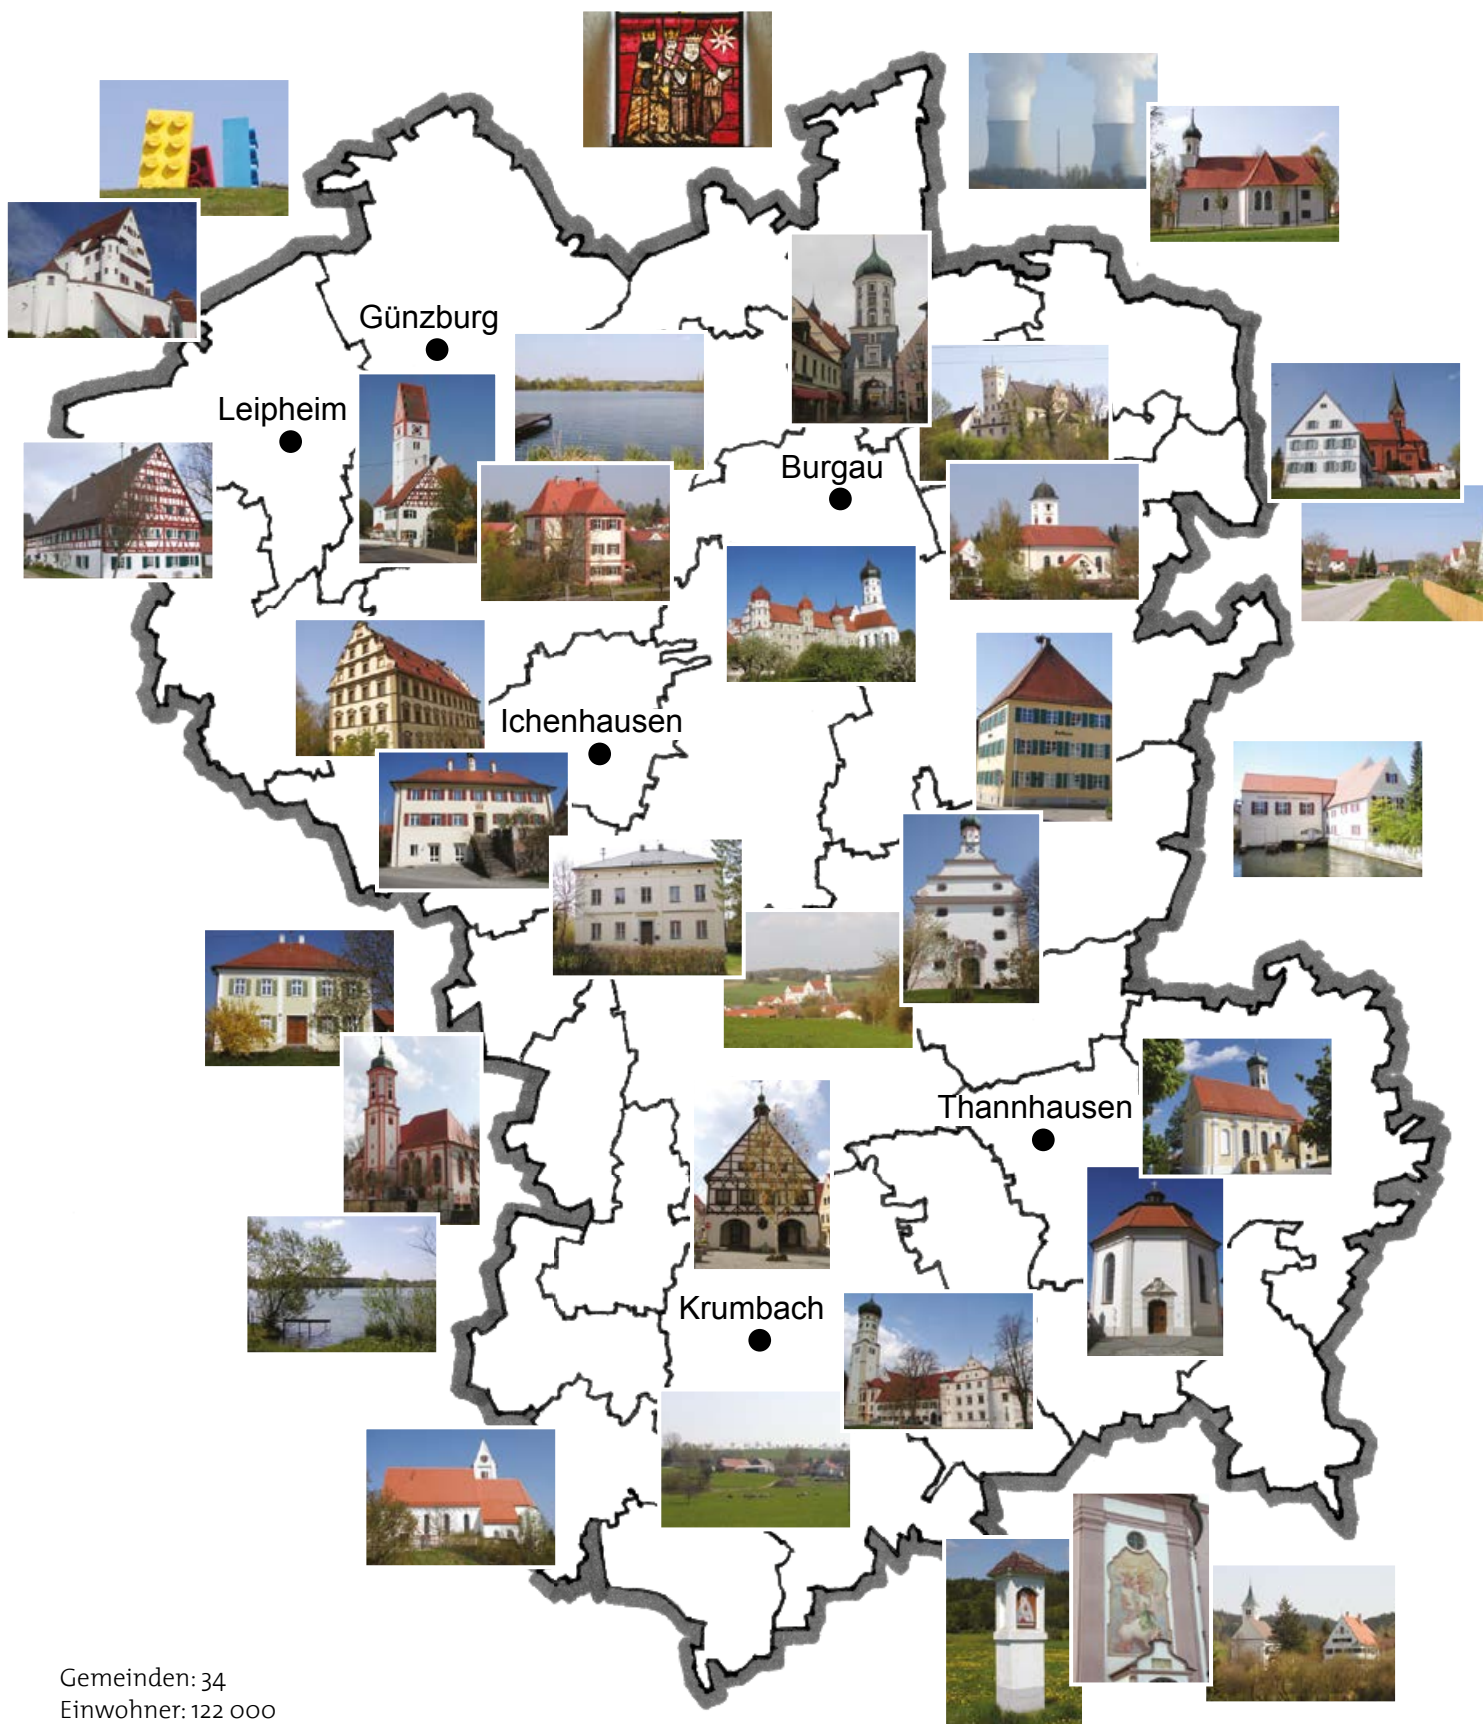 Günzburg
Leipheim
Burgau
Ichenhausen
Thannhausen
Krumbach
Gemeinden: 34
Einwohner: 122 000